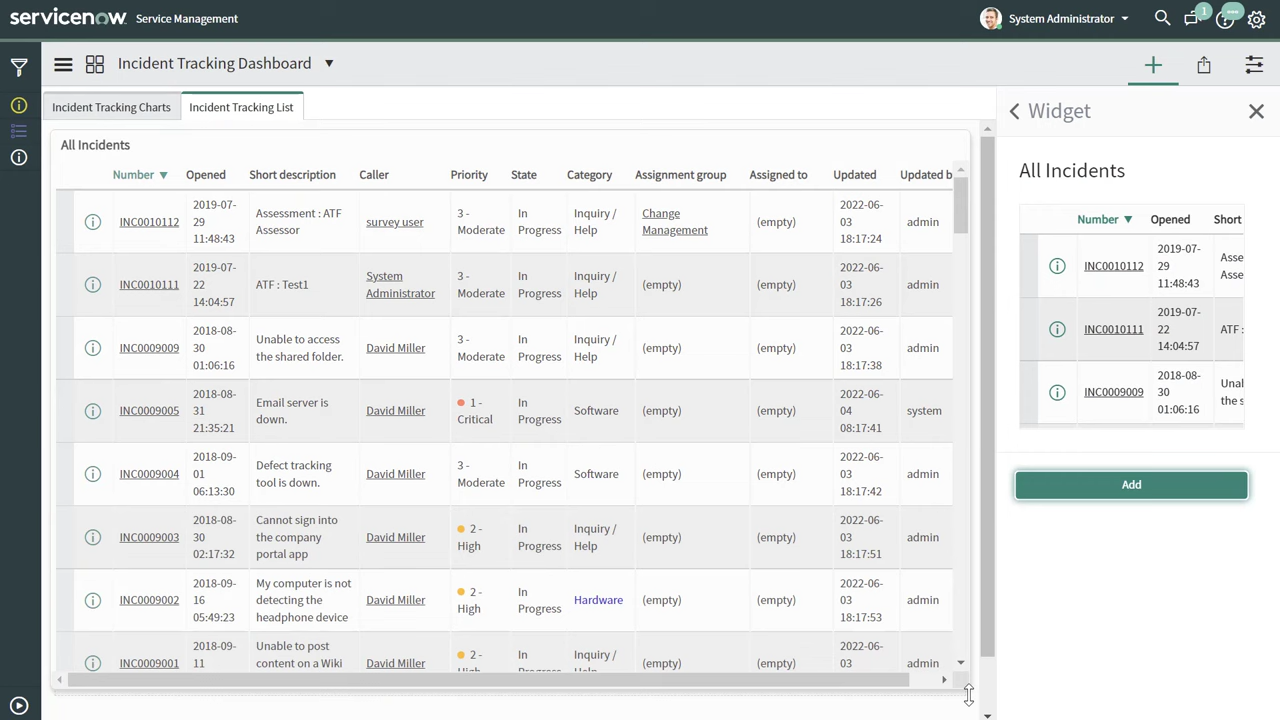 servicenow Service Management
System Administrator
1
Incident Tracking Dashboard
Incident Tracking Charts
Incident Tracking List
All Incidents
Number Opened Short description Caller Priority State Category Assignment group Assigned to Updated Updated b
INC0010112 2019-07-29 11:48:43 Assessment : ATF Assessor survey user 3 - Moderate In Progress Inquiry / Help Change Management (empty) 2022-06-03 18:17:24 admin
INC0010111 2019-07-22 14:04:57 ATF : Test1 System Administrator 3 - Moderate In Progress Inquiry / Help (empty) (empty) 2022-06-03 18:17:26 admin
INC0009009 2018-08-30 01:06:16 Unable to access the shared folder. David Miller 3 - Moderate In Progress Inquiry / Help (empty) (empty) 2022-06-03 18:17:38 admin
INC0009005 2018-08-31 21:35:21 Email server is down. David Miller 1 - Critical In Progress Software (empty) (empty) 2022-06-04 08:17:41 system
INC0009004 2018-09-01 06:13:30 Defect tracking tool is down. David Miller 3 - Moderate In Progress Software (empty) (empty) 2022-06-03 18:17:42 admin
INC0009003 2018-08-30 02:17:32 Cannot sign into the company portal app David Miller 2 - High In Progress Inquiry / Help (empty) (empty) 2022-06-03 18:17:51 admin
INC0009002 2018-09-16 05:49:23 My computer is not detecting the headphone device David Miller 2 - High In Progress Hardware (empty) (empty) 2022-06-03 18:17:53 admin
INC0009001 2018-09-11 Unable to post content on a Wiki David Miller 2 - High In Progress Inquiry / Help (empty) (empty) 2022-06-03 admin
Widget
All Incidents
Number Opened Short
INC0010112 2019-07-29 11:48:43 Asse Asse
INC0010111 2019-07-22 14:04:57 ATF :
INC0009009 2018-08-30 01:06:16 Unal the s
Add